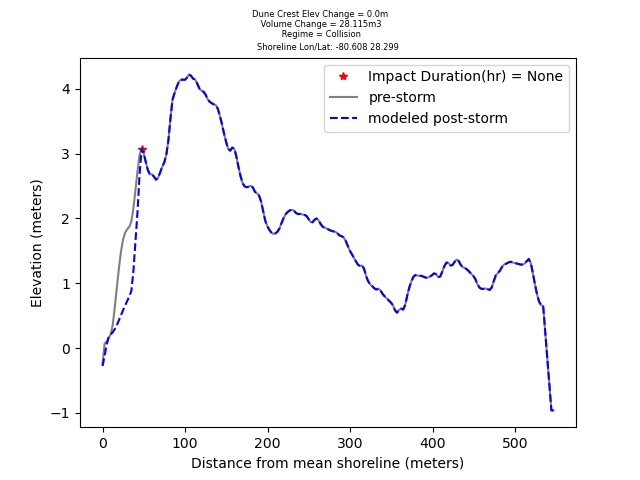 Dune Crest Elev Change = 0.0m
Volume Change = 28.115m3
Regime = Collision
Shoreline Lon/Lat: -80.608 28.299
Impact Duration(hr) = None
pre-storm
modeled post-storm
4
3
2
1
0
−1
Elevation (meters)
0 100 200 300 400 500
Distance from mean shoreline (meters)